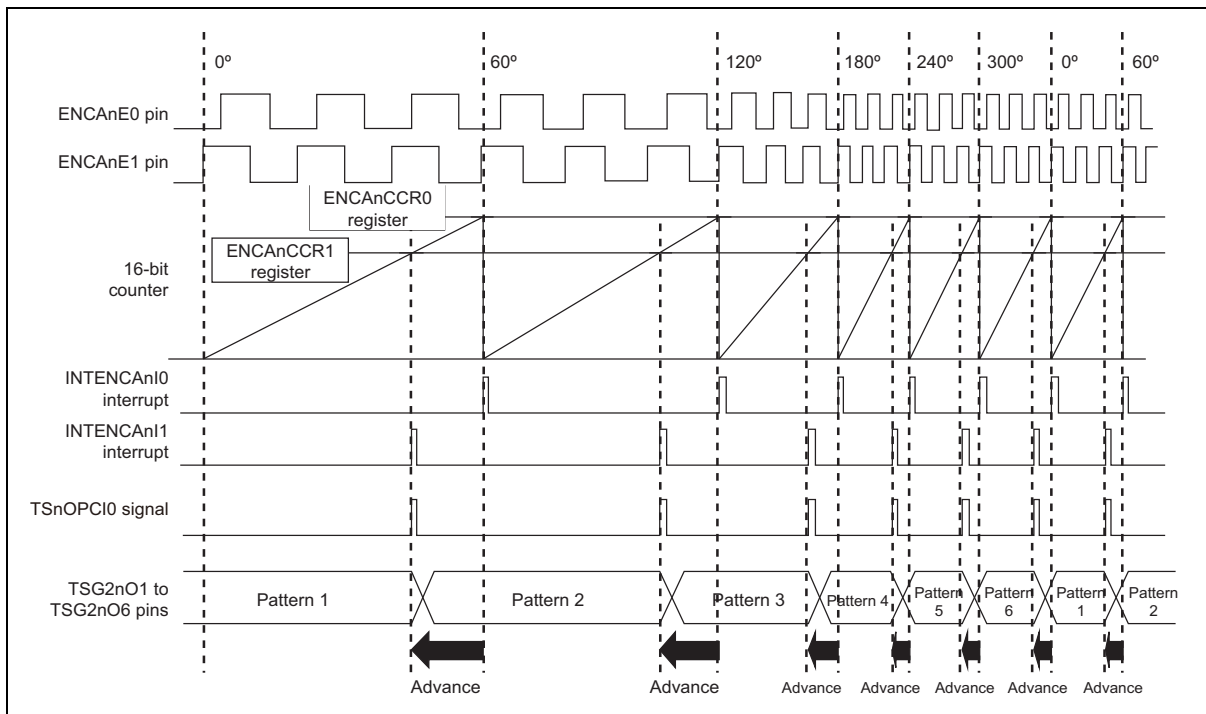 0º 60º 120º 180º 240º 300º 0º 60º
ENCAnE0 pin
ENCAnE1 pin
ENCAnCCR0
register
ENCAnCCR1
register
16-bit
counter
INTENCAnI0
interrupt
INTENCAnI1
interrupt
TSnOPCI0 signal
TSG2nO1 to
TSG2nO6 pins
Pattern 1
Pattern 2
Pattern 3
Pattern 4
Pattern
5
Pattern
6
Pattern
1
Pattern
2
Advance Advance Advance Advance Advance Advance Advance